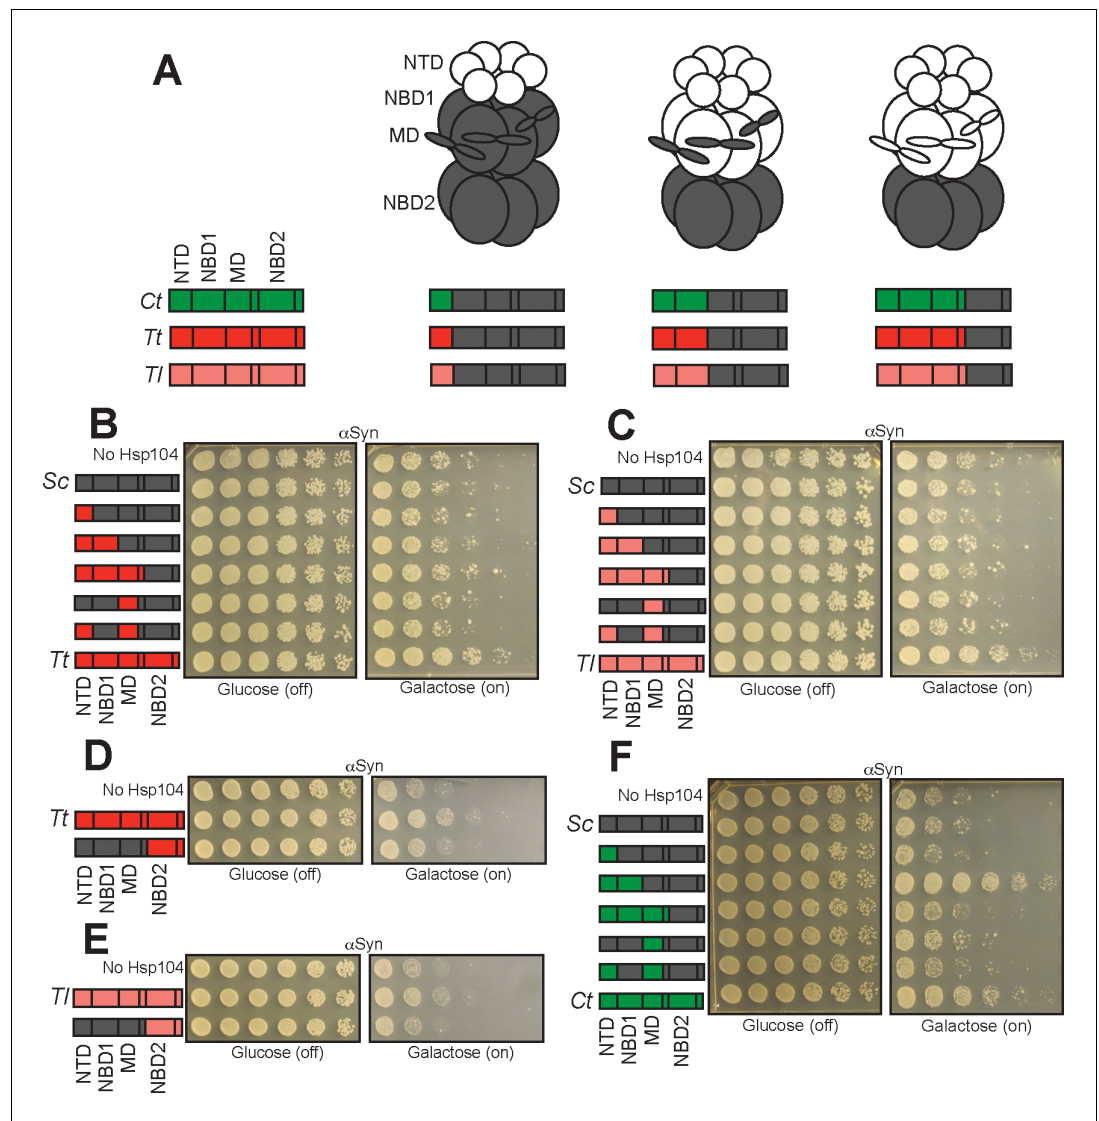 A
NTD
NBD1
MD
NBD2
NTD
NBD1
MD
NBD2
Ct
Tt
Tl
B
αSyn
No Hsp104
Sc
Tt
NTD
NBD1
MD
NBD2
Glucose (off)
Galactose (on)
C
αSyn
No Hsp104
Sc
Tl
NTD
NBD1
MD
NBD2
Glucose (off)
Galactose (on)
D
αSyn
No Hsp104
Tt
NTD
NBD1
MD
NBD2
Glucose (off)
Galactose (on)
E
αSyn
No Hsp104
Tl
NTD
NBD1
MD
NBD2
Glucose (off)
Galactose (on)
F
αSyn
No Hsp104
Sc
Ct
NTD
NBD1
MD
NBD2
Glucose (off)
Galactose (on)